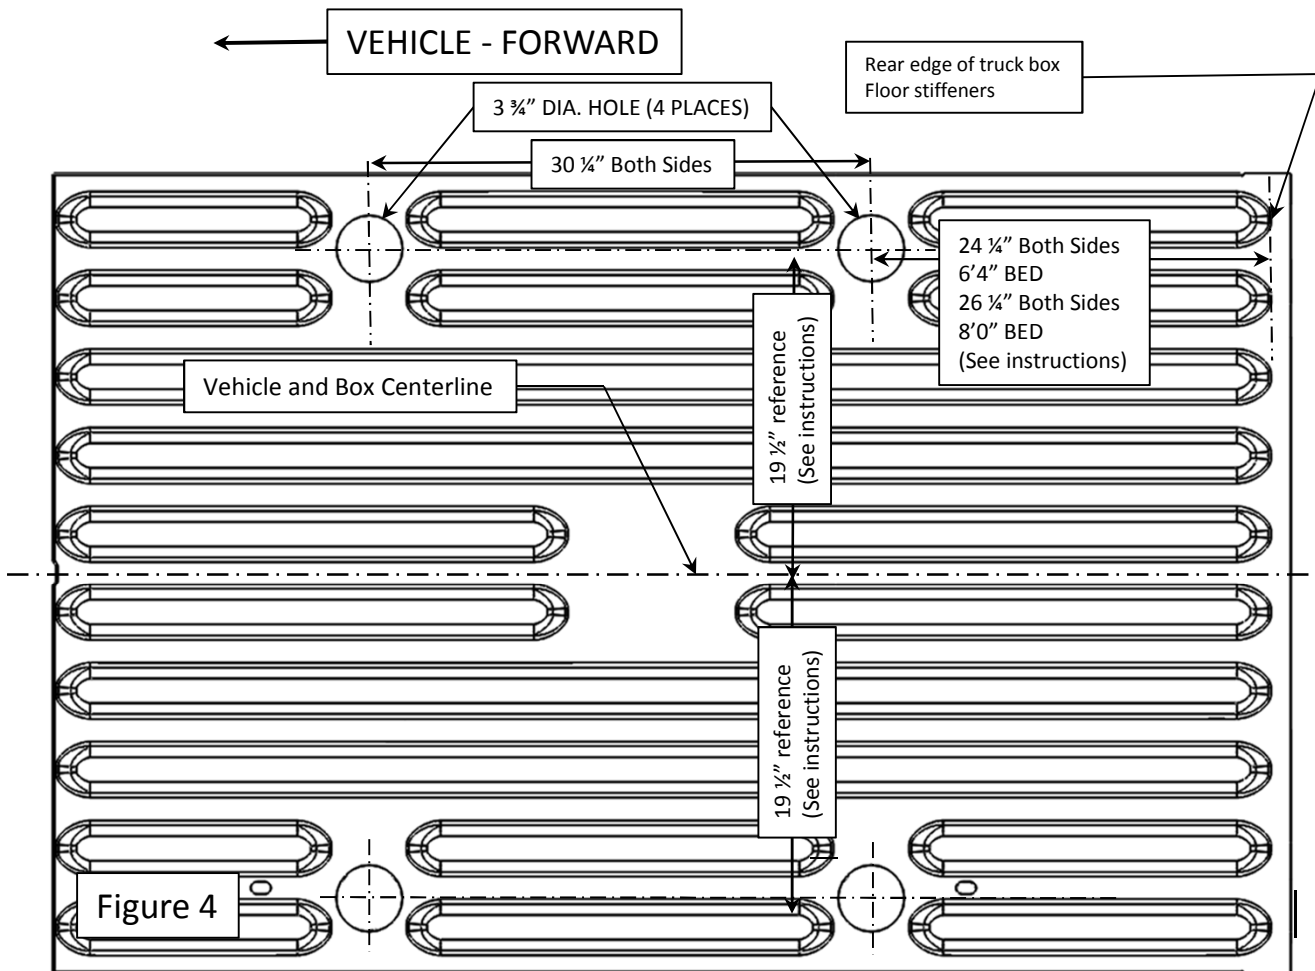 VEHICLE - FORWARD
Rear edge of truck box
Floor stiffeners
3 ¾” DIA. HOLE (4 PLACES)
30 ¼” Both Sides
24 ¼” Both Sides
6’4” BED
26 ¼” Both Sides
8’0” BED
(See instructions)
19 ½” reference
(See instructions)
Vehicle and Box Centerline
19 ½” reference
(See instructions)
Figure 4